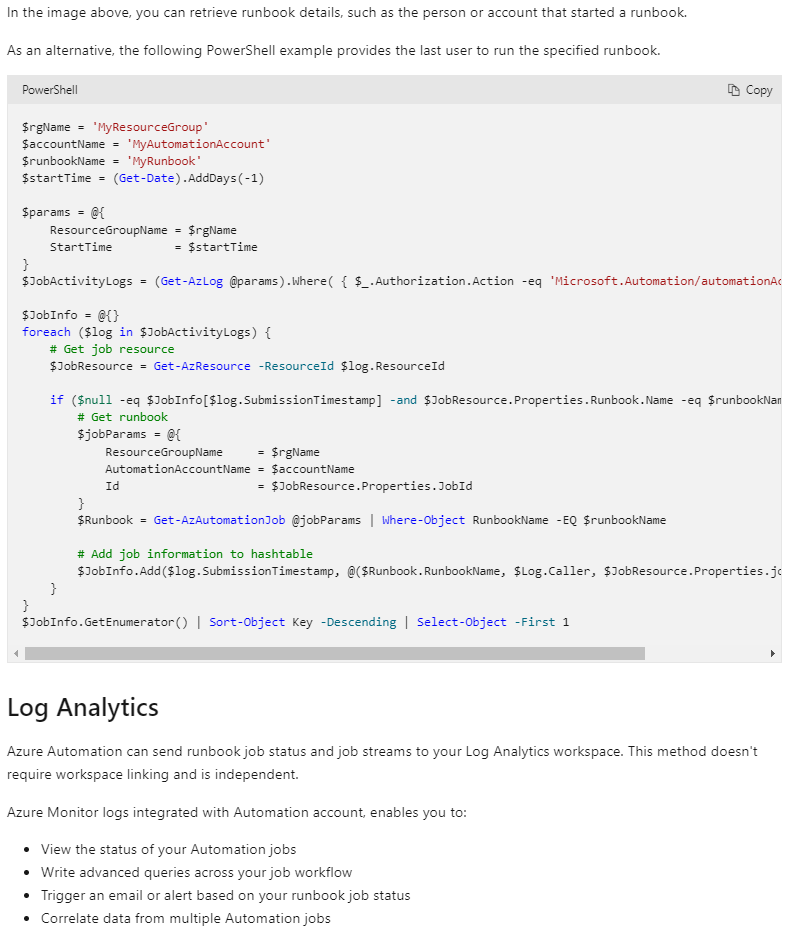 In the image above, you can retrieve runbook details, such as the person or account that started a runbook.
As an alternative, the following PowerShell example provides the last user to run the specified runbook.
PowerShell
Copy
$rgName = 'MyResourceGroup'
$accountName = 'MyAutomationAccount'
$runbookName = 'MyRunbook'
$startTime = (Get-Date).AddDays(-1)
$params = @{
    ResourceGroupName = $rgName
    StartTime         = $startTime
}
$JobActivityLogs = (Get-AzLog @params).Where( { $_.Authorization.Action -eq 'Microsoft.Automation/automationAc
$JobInfo = @{}
foreach ($log in $JobActivityLogs) {
    # Get job resource
    $JobResource = Get-AzResource -ResourceId $log.ResourceId
    if ($null -eq $JobInfo[$log.SubmissionTimestamp] -and $JobResource.Properties.Runbook.Name -eq $runbookNam
        # Get runbook
        $jobParams = @{
            ResourceGroupName     = $rgName
            AutomationAccountName = $accountName
            Id                    = $JobResource.Properties.JobId
        }
        $Runbook = Get-AzAutomationJob @jobParams | Where-Object RunbookName -EQ $runbookName
        # Add job information to hashtable
        $JobInfo.Add($log.SubmissionTimestamp, @($Runbook.RunbookName, $Log.Caller, $JobResource.Properties.jo
    }
}
$JobInfo.GetEnumerator() | Sort-Object Key -Descending | Select-Object -First 1
Log Analytics
Azure Automation can send runbook job status and job streams to your Log Analytics workspace. This method doesn't
require workspace linking and is independent.
Azure Monitor logs integrated with Automation account, enables you to:
• View the status of your Automation jobs
• Write advanced queries across your job workflow
• Trigger an email or alert based on your runbook job status
• Correlate data from multiple Automation jobs